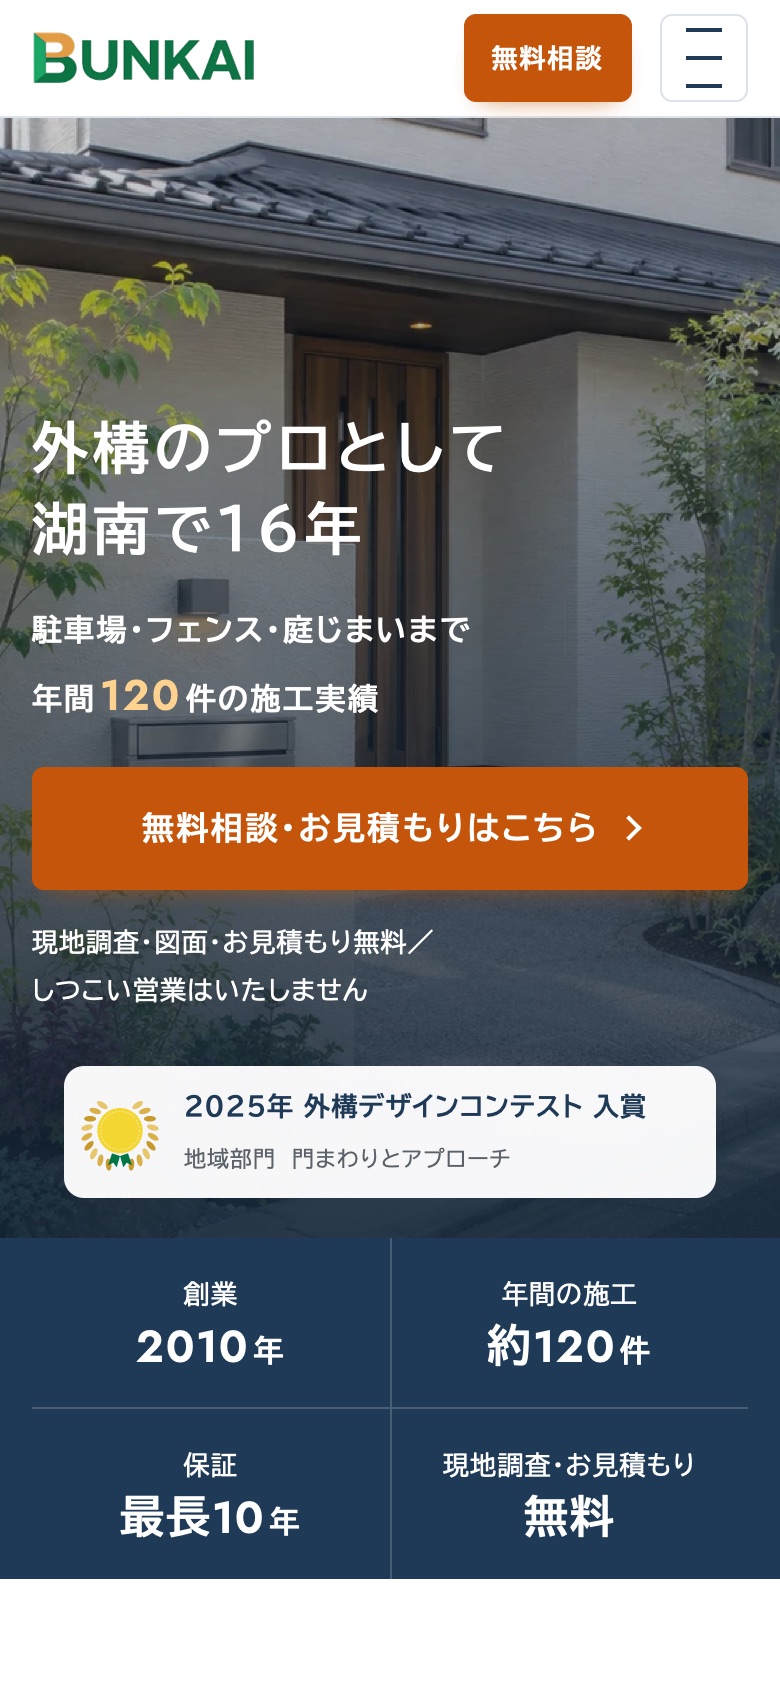 BUNKAI
無料相談
外構のプロとして
湖南で16年
駐車場・フェンス・庭じまいまで
年間120件の施工実績
無料相談・お見積もりはこちら
現地調査・図面・お見積もり無料／
しつこい営業はいたしません
2025年 外構デザインコンテスト 入賞
地域部門 門まわりとアプローチ
創業
2010年
年間の施工
約120件
保証
最長10年
現地調査・お見積もり
無料